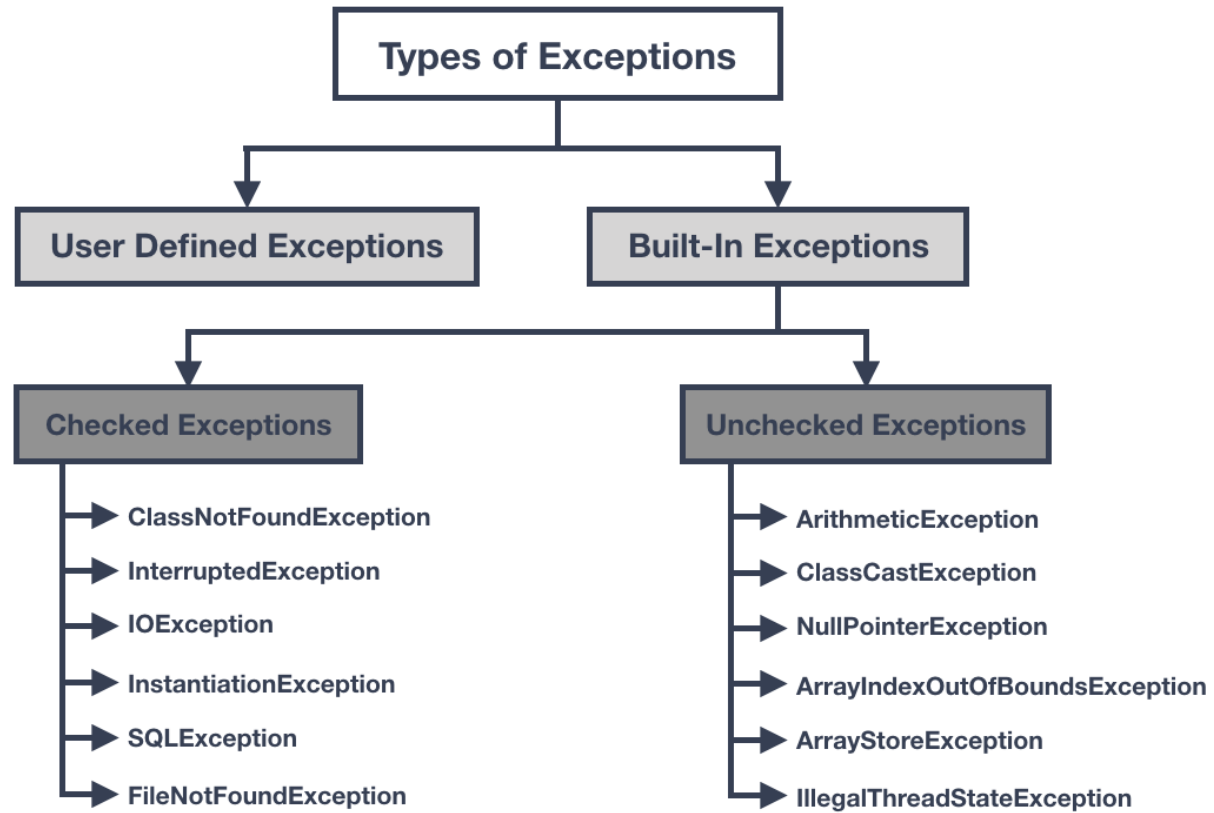 Types of Exceptions
User Defined Exceptions
Built-In Exceptions
Checked Exceptions
Unchecked Exceptions
ClassNotFoundException
InterruptedException
IOException
InstantiationException
SQLException
FileNotFoundException
ArithmeticException
ClassCastException
NullPointerException
ArrayIndexOutOfBoundsException
ArrayStoreException
IllegalThreadStateException